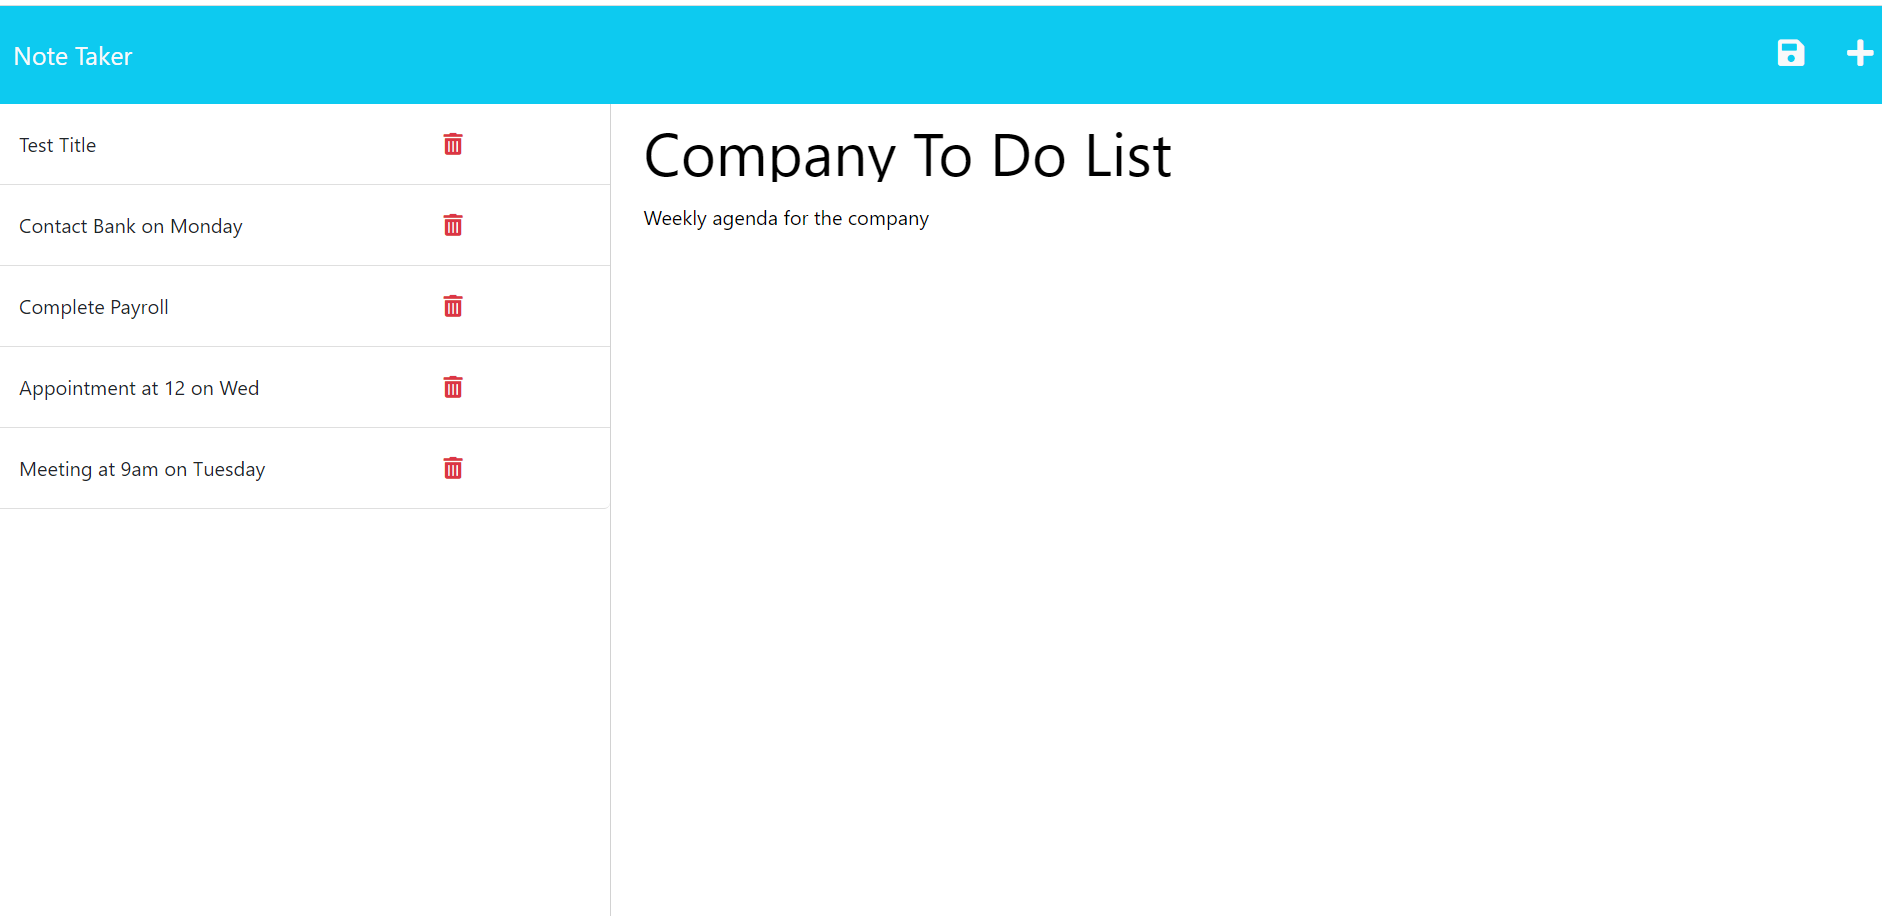 Note Taker
Test Title
Contact Bank on Monday
Complete Payroll
Appointment at 12 on Wed
Meeting at 9am on Tuesday
Company To Do List
Weekly agenda for the company